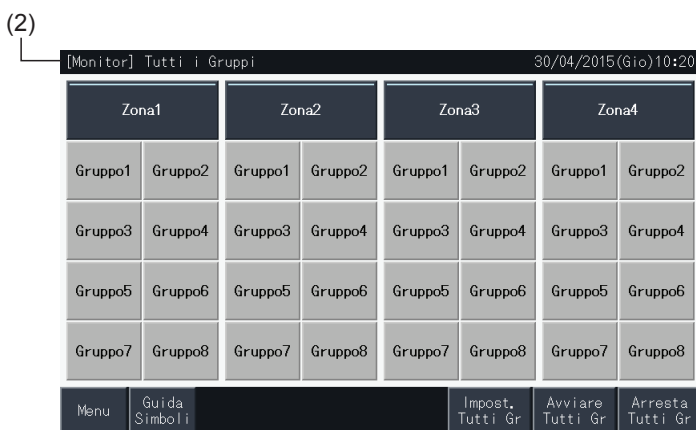 (2)
[Monitor] Tutti i Gruppi 30/04/2015(Gio)10:20
Zona1 Zona2 Zona3 Zona4
Gruppo1 Gruppo2 Gruppo1 Gruppo2 Gruppo1 Gruppo2 Gruppo1 Gruppo2
Gruppo3 Gruppo4 Gruppo3 Gruppo4 Gruppo3 Gruppo4 Gruppo3 Gruppo4
Gruppo5 Gruppo6 Gruppo5 Gruppo6 Gruppo5 Gruppo6 Gruppo5 Gruppo6
Gruppo7 Gruppo8 Gruppo7 Gruppo8 Gruppo7 Gruppo8 Gruppo7 Gruppo8
Menu
Guida
Simboli
Impost.
Tutti Gr
Avviare
Tutti Gr
Arresta
Tutti Gr